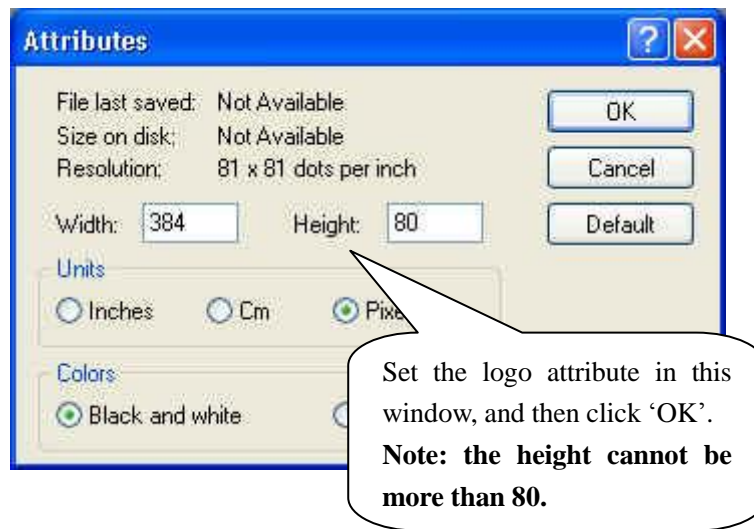 Attributes
File last saved: Not Available
Size on disk: Not Available
Resolution: 81 x 81 dots per inch
OK
Cancel
Default
Width: 384 Height: 80
Units
Inches Cm
Colors
Black and white
Set the logo attribute in this
window, and then click ‘OK’.
Note: the height cannot be
more than 80.